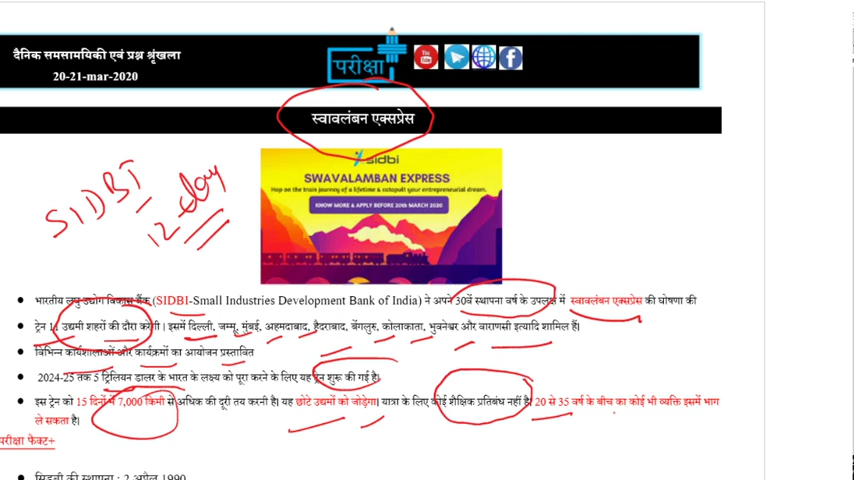 दैनिक समसामयिकी एवं प्रश्न श्रृंखला
20-21-mar-2020
परीक्षा
You Tube
स्वावलंबन एक्सप्रेस
sidbi
SWAVALAMBAN EXPRESS
Hop on the train journey of a lifetime & catapult your entrepreneurial dream.
KNOW MORE & APPLY BEFORE 20th MARCH 2020
SIDBI
12-day
भारतीय लघु उद्योग विकास बैंक (SIDBI-Small Industries Development Bank of India) ने अपने 30वें स्थापना वर्ष के उपलक्ष में स्वावलंबन एक्सप्रेस की घोषणा की
ट्रेन 11 उद्यमी शहरों की दौरा करेगी। इसमें दिल्ली, जम्मू, मुंबई, अहमदाबाद, हैदराबाद, बेंगलुरु, कोलाकाता, भुवनेश्वर और वाराणसी इत्यादि शामिल हैं।
विभिन्न कार्यशालाओं और कार्यक्रमों का आयोजन प्रस्तावित
2024-25 तक 5 ट्रिलियन डालर के भारत के लक्ष्य को पूरा करने के लिए यह ट्रेन शुरू की गई है।
इस ट्रेन को 15 दिनों में 7,000 किमी से अधिक की दूरी तय करनी है। यह छोटे उद्यमों को जोड़ेगा। यात्रा के लिए कोई शैक्षिक प्रतिबंध नहीं है। 20 से 35 वर्ष के बीच का कोई भी व्यक्ति इसमें भाग
ले सकता है।
परीक्षा फैक्ट+
सिडबी की स्थापना : 2 अप्रैल 1990